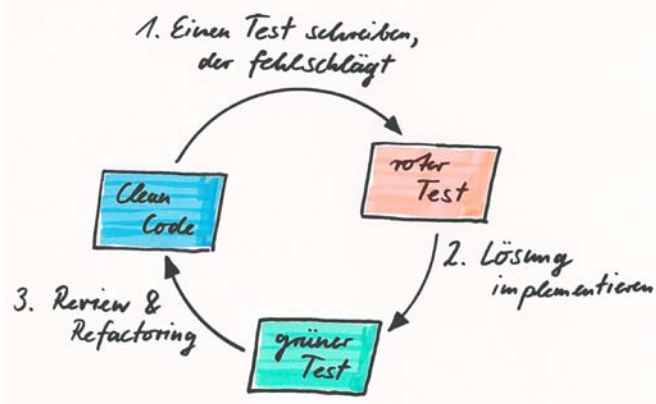 1. Einen Test schreiben,
der fehlschlägt
roter
Test
Clean
Code
2. Lösung
implementieren
3. Review &
Refactoring
grüner
Test